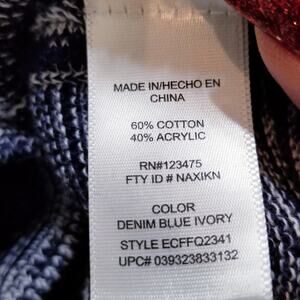 MADE IN/HECHO EN
CHINA
60% COTTON
40% ACRYLIC
RN#123475
FTY ID # NAXIKN
COLOR
DENIM BLUE IVORY
STYLE ECFFQ2341
UPC# 039323833132